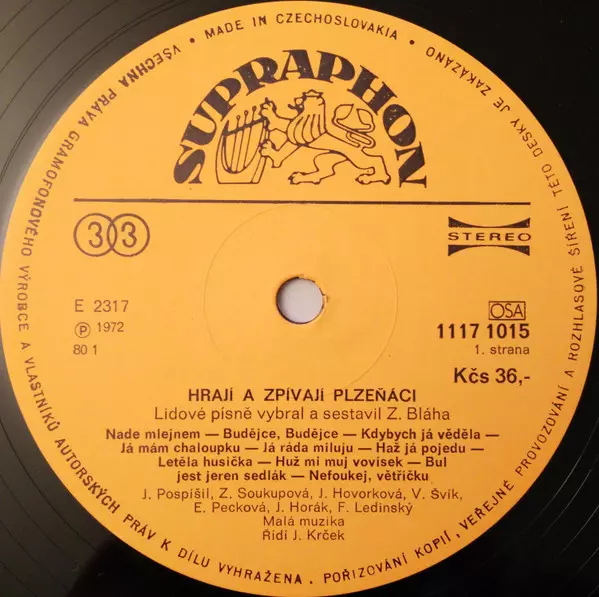 VŠECHNA PRÁVA GRAMOFONOVÉHO VÝROBCE A VLASTNÍKŮ AUTORSKÝCH PRÁV K DÍLU VYHRAŽENA. POŘIZOVÁNÍ KOPIÍ, VEŘEJNÉ PROVOZOVÁNÍ A ROZHLASOVÉ ŠÍŘENÍ TÉTO DESKY JE ZAKÁZÁNO • MADE IN CZECHOSLOVAKIA •
SUPRAPHON
33
STEREO
E 2317
Ⓟ 1972
80 1
OSA
1117 1015
1. strana
Kčs 36,-
HRAJÍ A ZPÍVAJÍ PLZEŇÁCI
Lidové písně vybral a sestavil Z. Bláha
Nade mlejnem — Budějce, Budějce — Kdybych já věděla —
Já mám chaloupku — Já ráda miluju — Haž já pojedu —
Letěla husička — Huž mi muj vovisek — Bul
jest jeren sedlák — Nefoukej, větříčku
J. Pospíšil, Z. Soukupová, J. Hovorková, V. Švík,
E. Pecková, J. Horák, F. Ledinský
Malá muzika
Řídí J. Krček